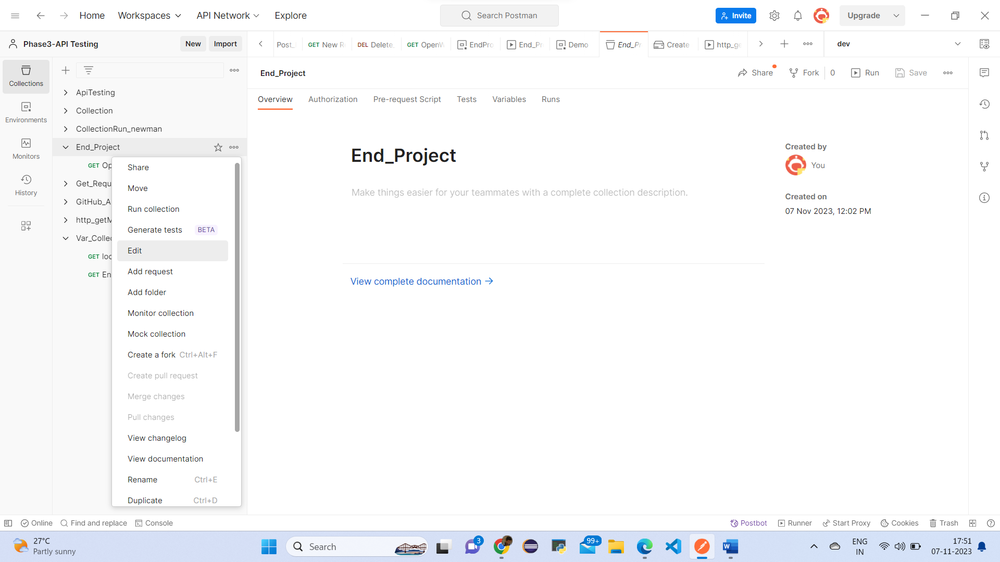 Home Workspaces API Network Explore
Search Postman
Invite
Upgrade
Phase3-API Testing
New Import
Post_
GET New R
DEL Delete_
GET OpenW
EndPro
End_Pr
Demo
End_Pr
Create
http_ge
dev
Collections
Environments
Monitors
History
ApiTesting
Collection
CollectionRun_newman
End_Project
GET Op
Get_Requ
GitHub_A
http_getM
Var_Collec
GET loc
GET En
Share
Move
Run collection
Generate tests BETA
Edit
Add request
Add folder
Monitor collection
Mock collection
Create a fork Ctrl+Alt+F
Create pull request
Merge changes
Pull changes
View changelog
View documentation
Rename Ctrl+E
Duplicate Ctrl+D
End_Project
Share
Fork 0
Run
Save
Overview Authorization Pre-request Script Tests Variables Runs
End_Project
Make things easier for your teammates with a complete collection description.
View complete documentation →
Created by
You
Created on
07 Nov 2023, 12:02 PM
Online
Find and replace
Console
Postbot
Runner
Start Proxy
Cookies
Trash
27°C
Partly sunny
Search
3
99+
ENG
IN
17:51
07-11-2023